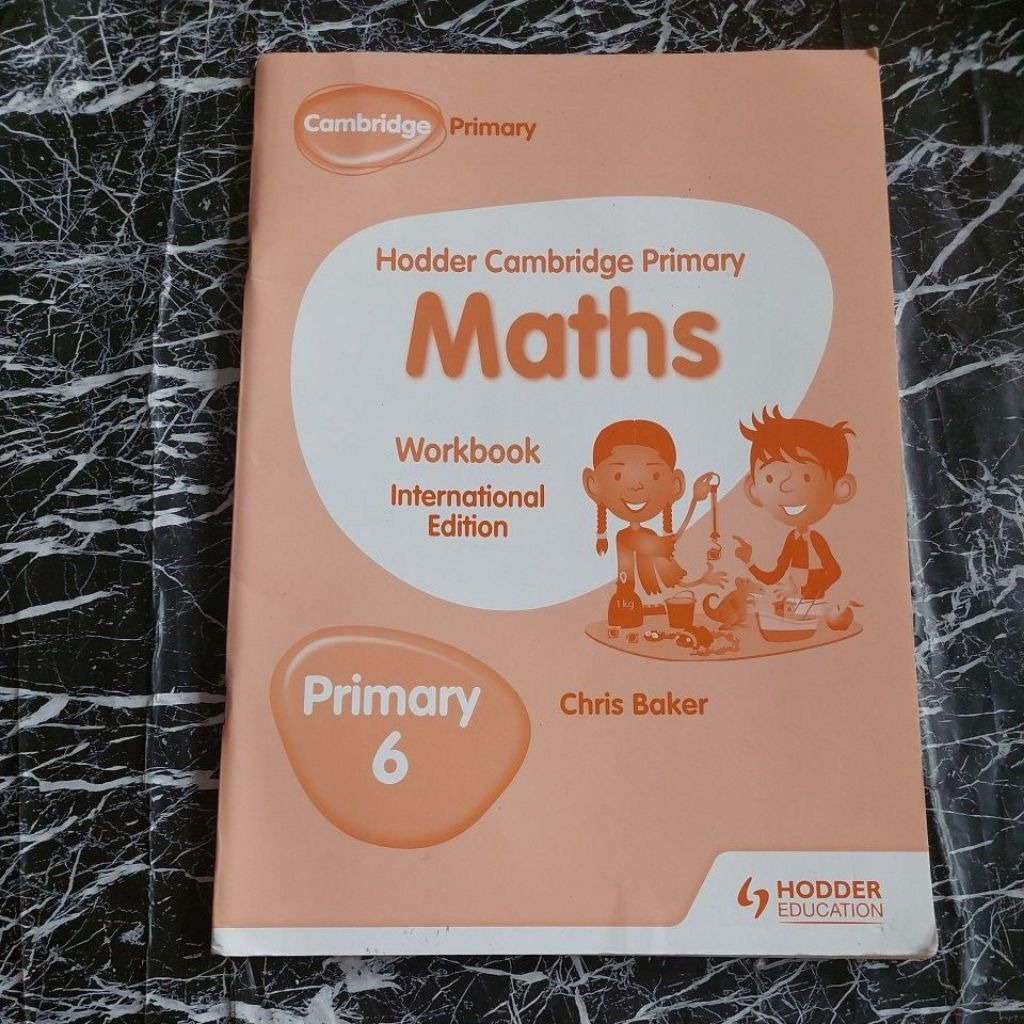 Cambridge Primary
Hodder Cambridge Primary
Maths
Workbook
International
Edition
1 kg
Primary
6
Chris Baker
HODDER
EDUCATION